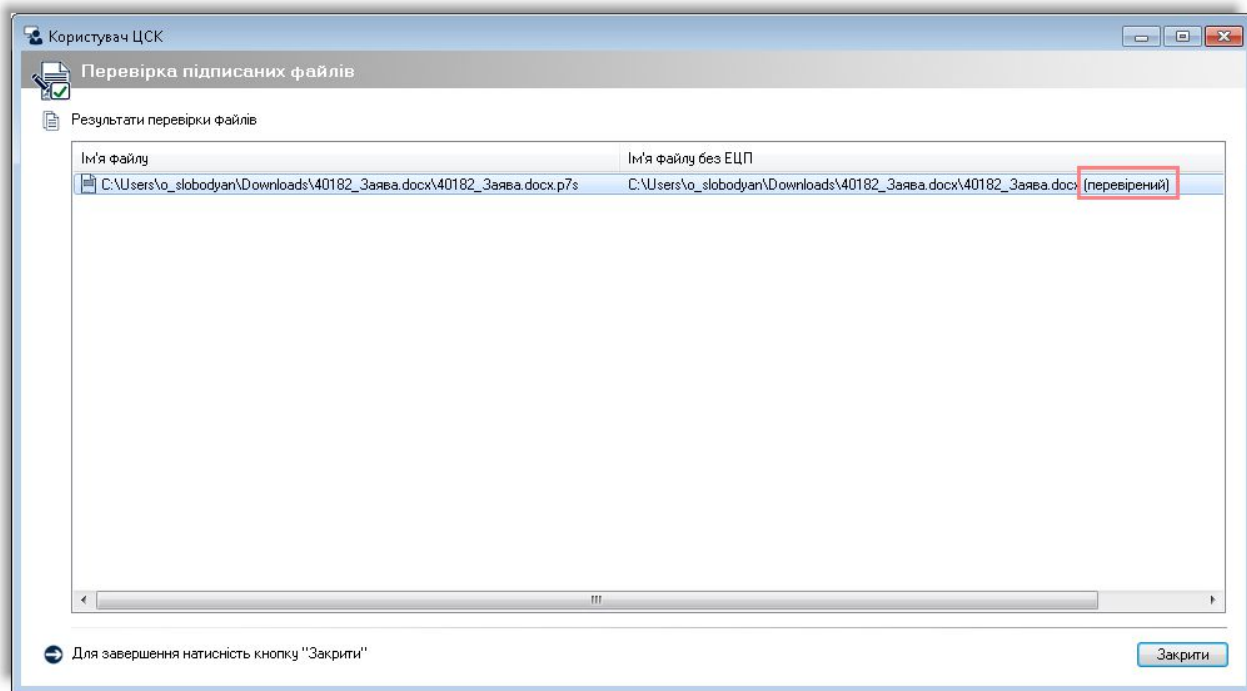 Користувач ЦСК
Перевірка підписаних файлів
Результати перевірки файлів
Ім'я файлу Ім'я файлу без ЕЦП
C:\Users\o_slobodyan\Downloads\40182_Заява.docx\40182_Заява.docx.p7s C:\Users\o_slobodyan\Downloads\40182_Заява.docx\40182_Заява.docx (перевірений)
Для завершення натисність кнопку "Закрити" Закрити